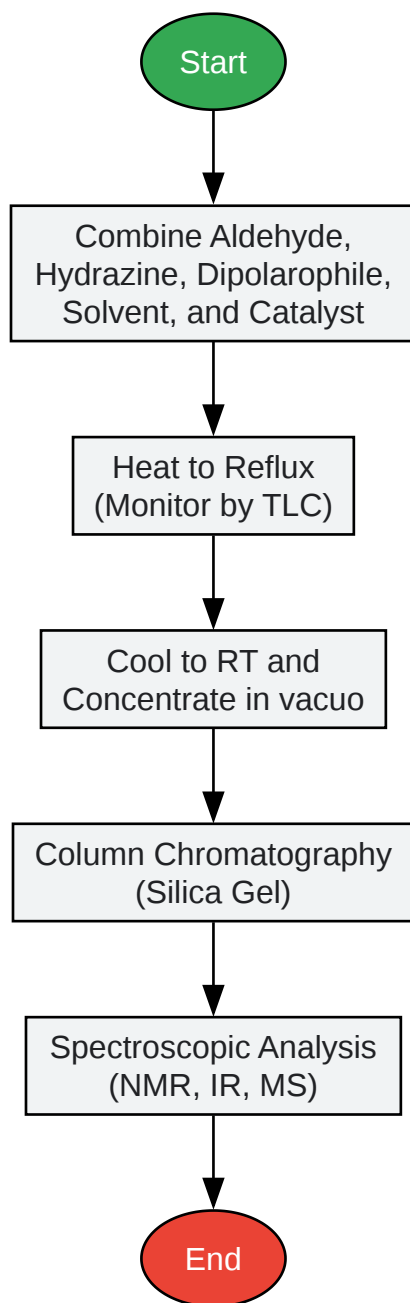 Start
Combine Aldehyde,
Hydrazine, Dipolarophile,
Solvent, and Catalyst
Heat to Reflux
(Monitor by TLC)
Cool to RT and
Concentrate in vacuo
Column Chromatography
(Silica Gel)
Spectroscopic Analysis
(NMR, IR, MS)
End